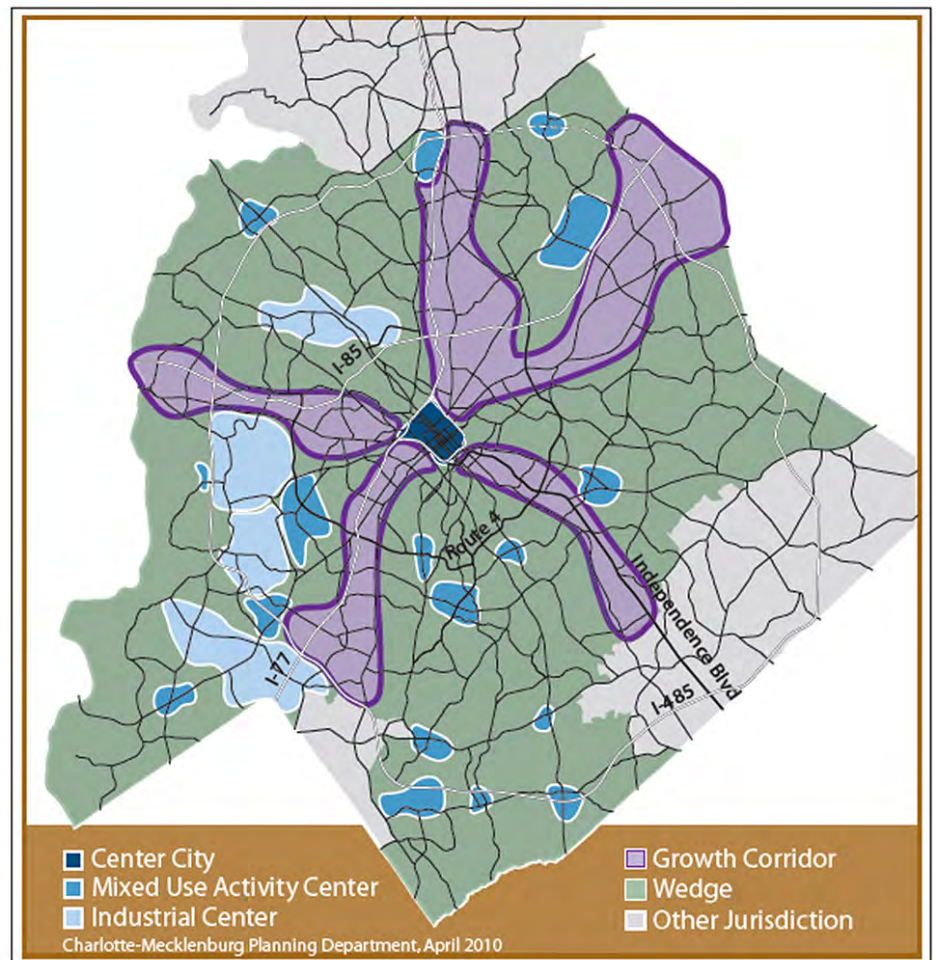 I-85
Route 4
Independence Blvd
I-77
I-485
Center City
Mixed Use Activity Center
Industrial Center
Growth Corridor
Wedge
Other Jurisdiction
Charlotte-Mecklenburg Planning Department, April 2010